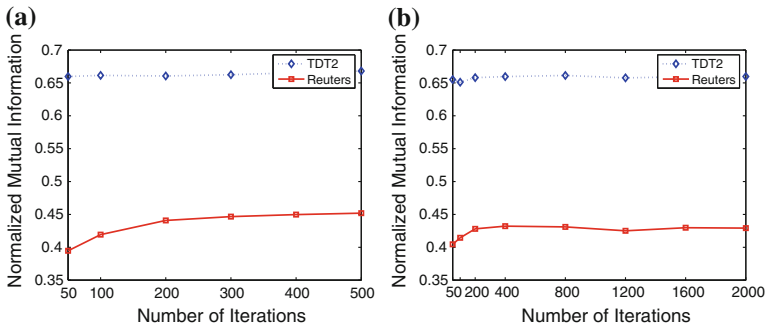 (a)
Normalized Mutual Information
0.7
0.65
0.6
0.55
0.5
0.45
0.4
0.35
TDT2
Reuters
50 100 200 300 400 500
Number of Iterations
(b)
Normalized Mutual Information
0.7
0.65
0.6
0.55
0.5
0.45
0.4
0.35
TDT2
Reuters
50 200 400 800 1200 1600 2000
Number of Iterations